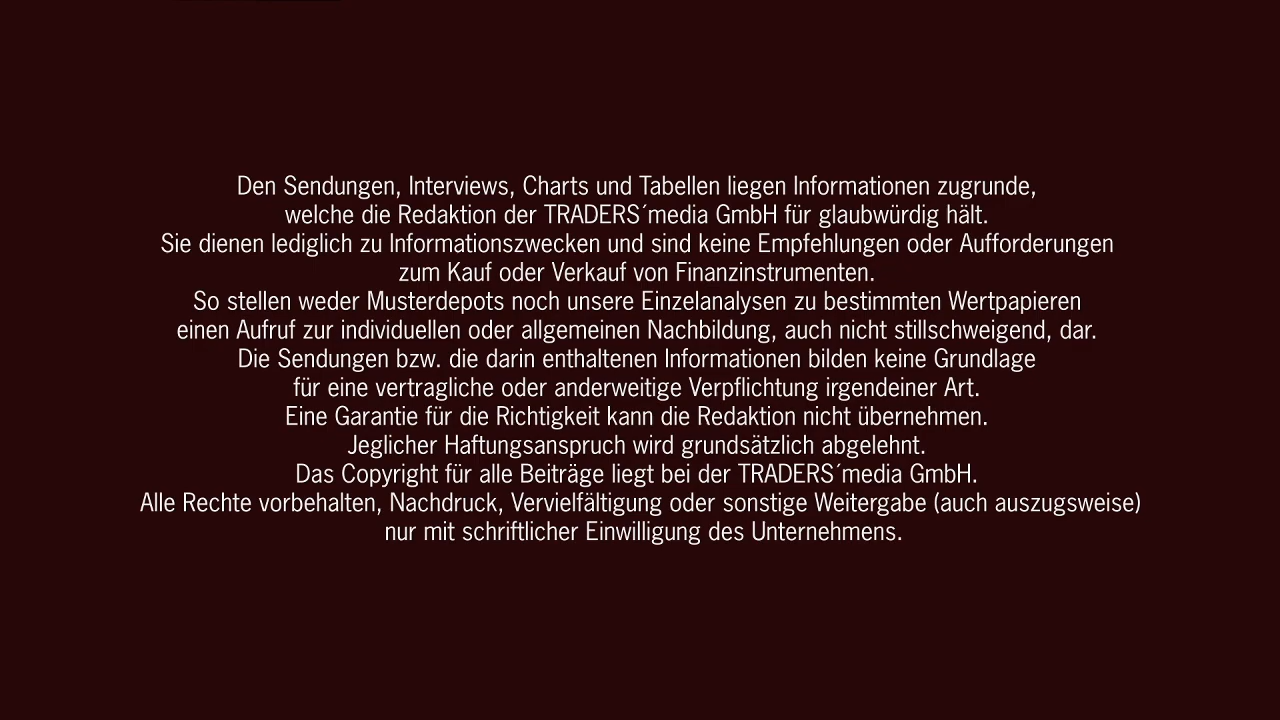 Den Sendungen, Interviews, Charts und Tabellen liegen Informationen zugrunde,
welche die Redaktion der TRADERS´media GmbH für glaubwürdig hält.
Sie dienen lediglich zu Informationszwecken und sind keine Empfehlungen oder Aufforderungen
zum Kauf oder Verkauf von Finanzinstrumenten.
So stellen weder Musterdepots noch unsere Einzelanalysen zu bestimmten Wertpapieren
einen Aufruf zur individuellen oder allgemeinen Nachbildung, auch nicht stillschweigend, dar.
Die Sendungen bzw. die darin enthaltenen Informationen bilden keine Grundlage
für eine vertragliche oder anderweitige Verpflichtung irgendeiner Art.
Eine Garantie für die Richtigkeit kann die Redaktion nicht übernehmen.
Jeglicher Haftungsanspruch wird grundsätzlich abgelehnt.
Das Copyright für alle Beiträge liegt bei der TRADERS´media GmbH.
Alle Rechte vorbehalten, Nachdruck, Vervielfältigung oder sonstige Weitergabe (auch auszugsweise)
nur mit schriftlicher Einwilligung des Unternehmens.